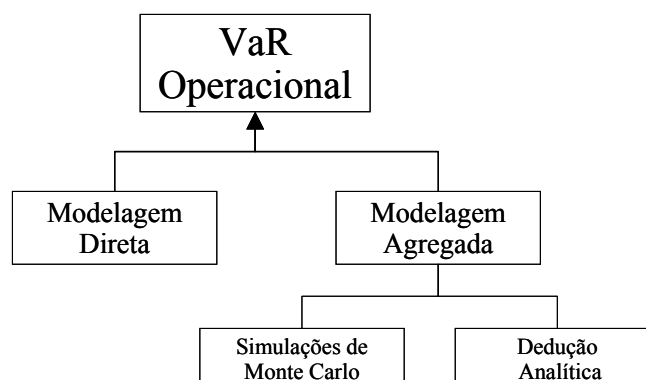 VaR
Operacional
Modelagem
Direta
Modelagem
Agregada
Simulações de
Monte Carlo
Dedução
Analítica